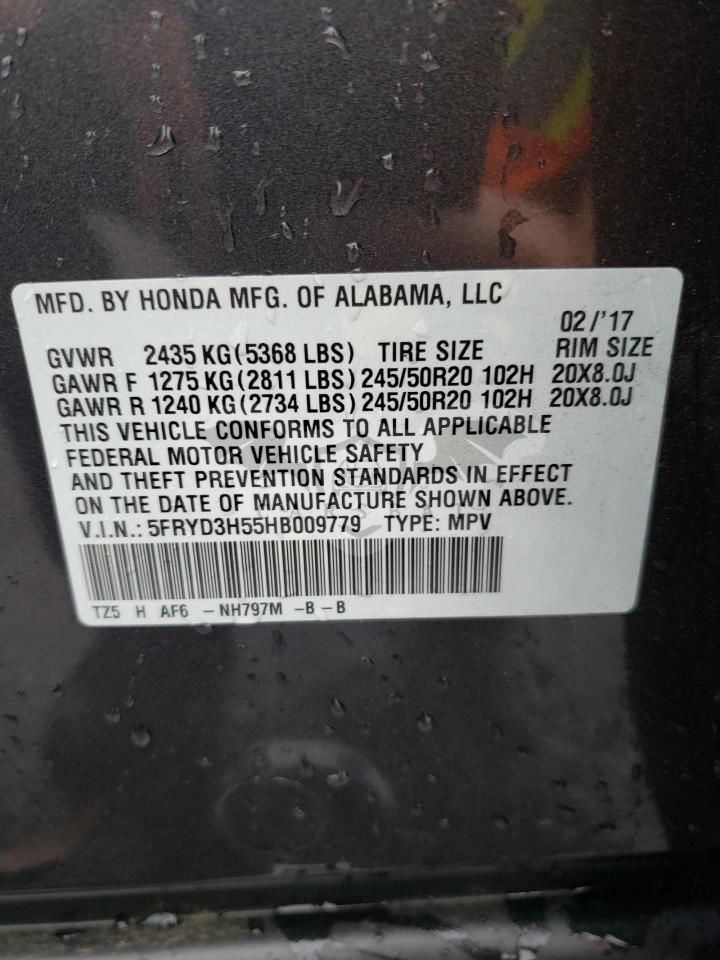 MFD. BY HONDA MFG. OF ALABAMA, LLC
02/'17
GVWR 2435 KG(5368 LBS) TIRE SIZE RIM SIZE
GAWR F 1275 KG(2811 LBS) 245/50R20 102H 20X8.0J
GAWR R 1240 KG(2734 LBS) 245/50R20 102H 20X8.0J
THIS VEHICLE CONFORMS TO ALL APPLICABLE
FEDERAL MOTOR VEHICLE SAFETY
AND THEFT PREVENTION STANDARDS IN EFFECT
ON THE DATE OF MANUFACTURE SHOWN ABOVE.
V.I.N.: 5FRYD3H55HB009779 TYPE: MPV
TZ5 H AF6 -NH797M -B-B